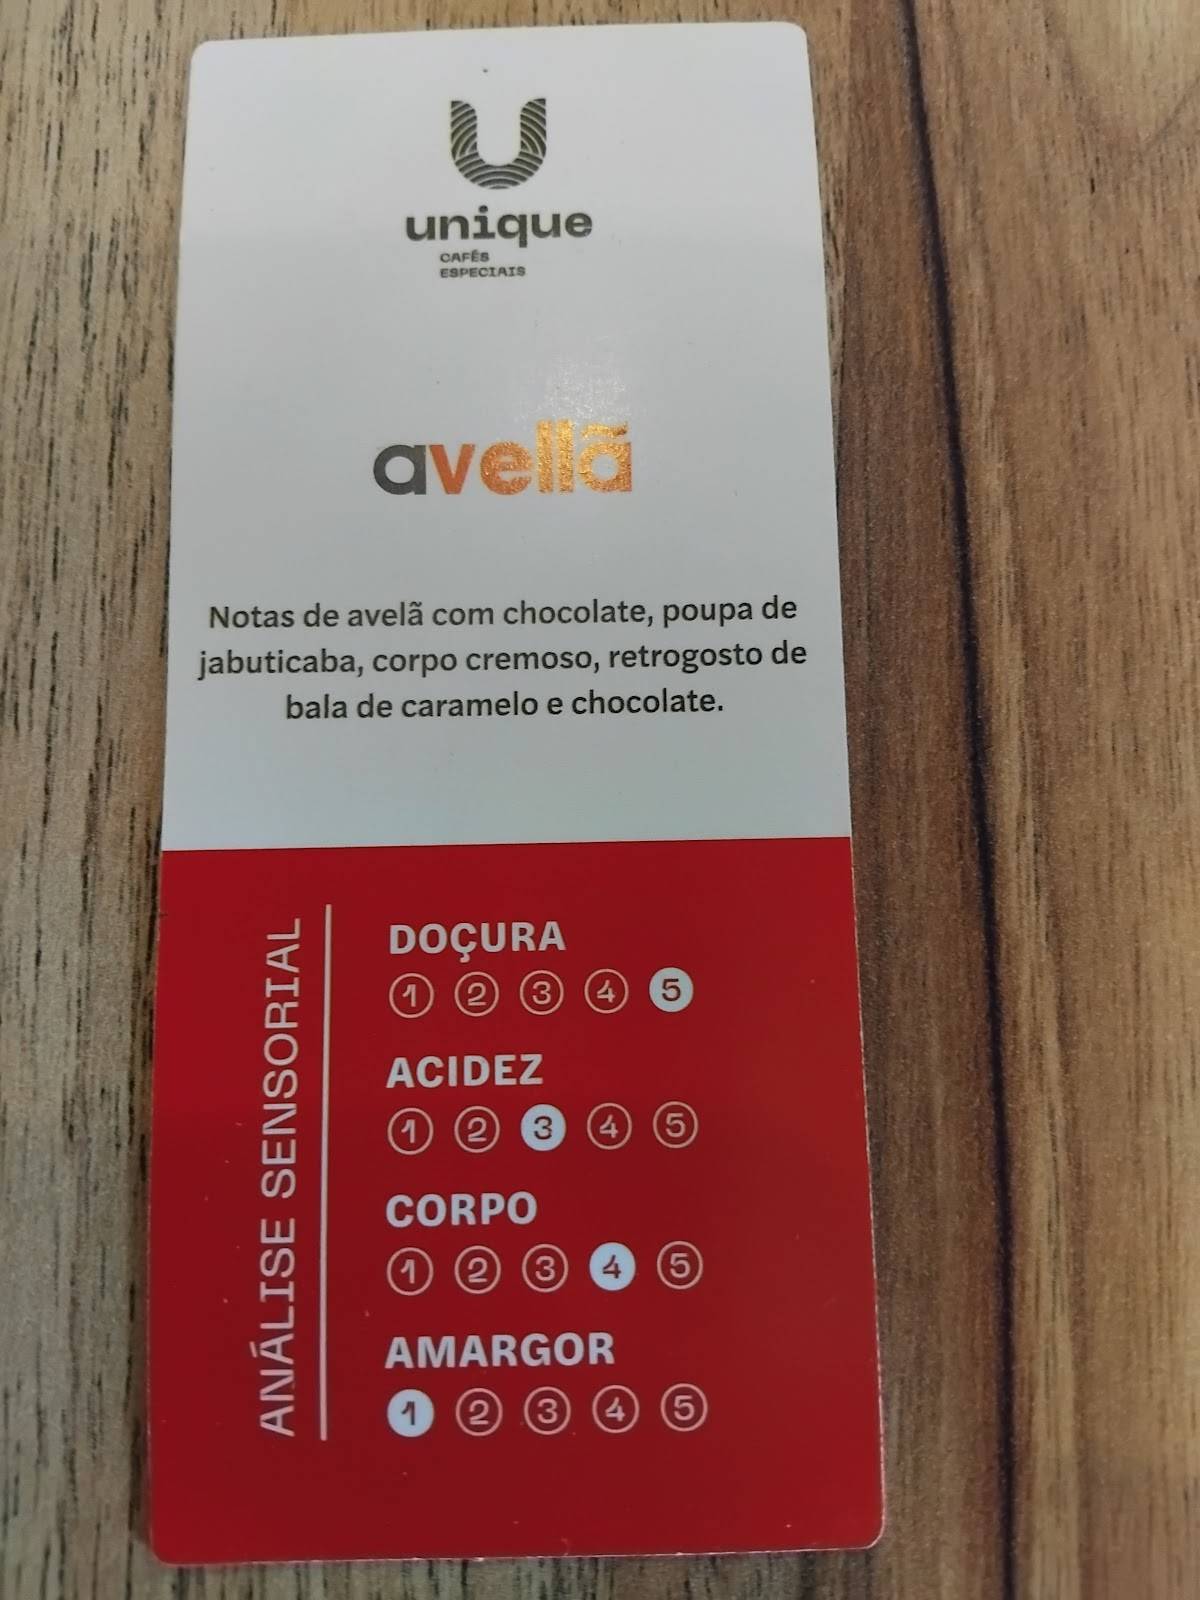 U
unique
CAFÉS
ESPECIAIS
avellã
Notas de avelã com chocolate, poupa de
jabuticaba, corpo cremoso, retrogosto de
bala de caramelo e chocolate.
ANÁLISE SENSORIAL
DOÇURA
1 2 3 4 5
ACIDEZ
1 2 3 4 5
CORPO
1 2 3 4 5
AMARGOR
1 2 3 4 5